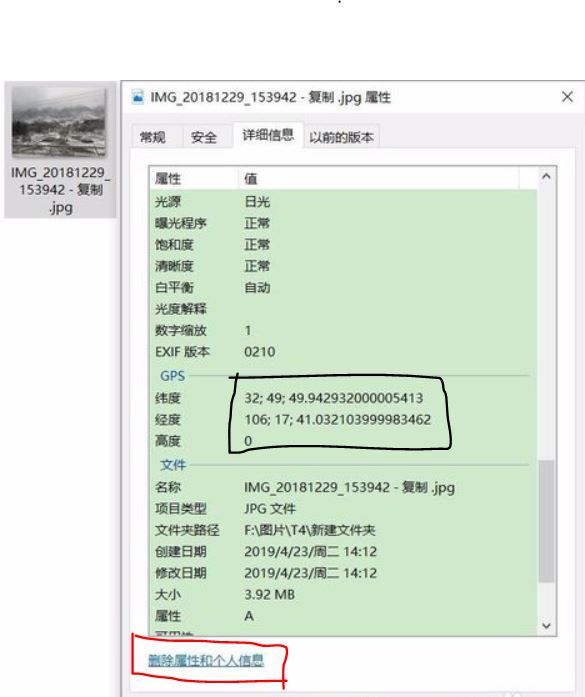 IMG_20181229_153942 - 复制 .jpg 属性
IMG_20181229_
153942 - 复制
.jpg
常规 安全 详细信息 以前的版本
属性 值
光源 日光
曝光程序 正常
饱和度 正常
清晰度 正常
白平衡 自动
光度解释
数字缩放 1
EXIF 版本 0210
GPS
纬度 32; 49; 49.942932000005413
经度 106; 17; 41.032103999983462
高度 0
文件
名称 IMG_20181229_153942 - 复制 .jpg
项目类型 JPG 文件
文件夹路径 F:\图片\T4\新建文件夹
创建日期 2019/4/23/周二 14:12
修改日期 2019/4/23/周二 14:12
大小 3.92 MB
属性 A
删除属性和个人信息